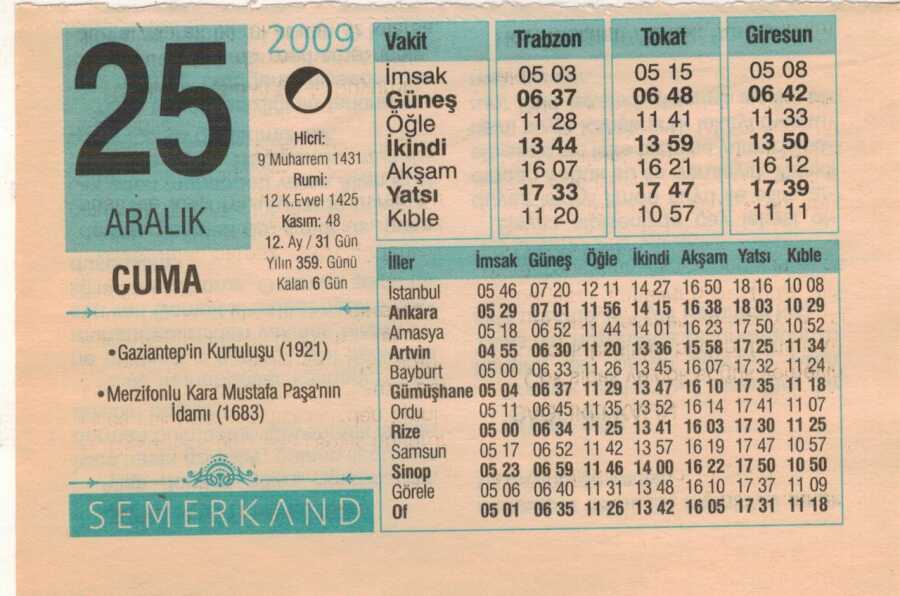 25
ARALIK
CUMA
2009
Hicri:
9 Muharrem 1431
Rumi:
12 K.Evvel 1425
Kasım: 48
12. Ay / 31 Gün
Yılın 359. Günü
Kalan 6 Gün
•Gaziantep'in Kurtuluşu (1921)
•Merzifonlu Kara Mustafa Paşa'nın
İdamı (1683)
SEMERKAND
Vakit Trabzon Tokat Giresun
İmsak 05 03 05 15 05 08
Güneş 06 37 06 48 06 42
Öğle 11 28 11 41 11 33
İkindi 13 44 13 59 13 50
Akşam 16 07 16 21 16 12
Yatsı 17 33 17 47 17 39
Kıble 11 20 10 57 11 11
İller İmsak Güneş Öğle İkindi Akşam Yatsı Kıble
İstanbul 05 46 07 20 12 11 14 27 16 50 18 16 10 08
Ankara 05 29 07 01 11 56 14 15 16 38 18 03 10 29
Amasya 05 18 06 52 11 44 14 01 16 23 17 50 10 52
Artvin 04 55 06 30 11 20 13 36 15 58 17 25 11 34
Bayburt 05 00 06 33 11 26 13 45 16 07 17 32 11 24
Gümüşhane 05 04 06 37 11 29 13 47 16 10 17 35 11 18
Ordu 05 11 06 45 11 35 13 52 16 14 17 41 11 07
Rize 05 00 06 34 11 25 13 41 16 03 17 30 11 25
Samsun 05 17 06 52 11 42 13 57 16 19 17 47 10 57
Sinop 05 23 06 59 11 46 14 00 16 22 17 50 10 50
Görele 05 06 06 40 11 31 13 48 16 10 17 37 11 09
Of 05 01 06 35 11 26 13 42 16 05 17 31 11 18